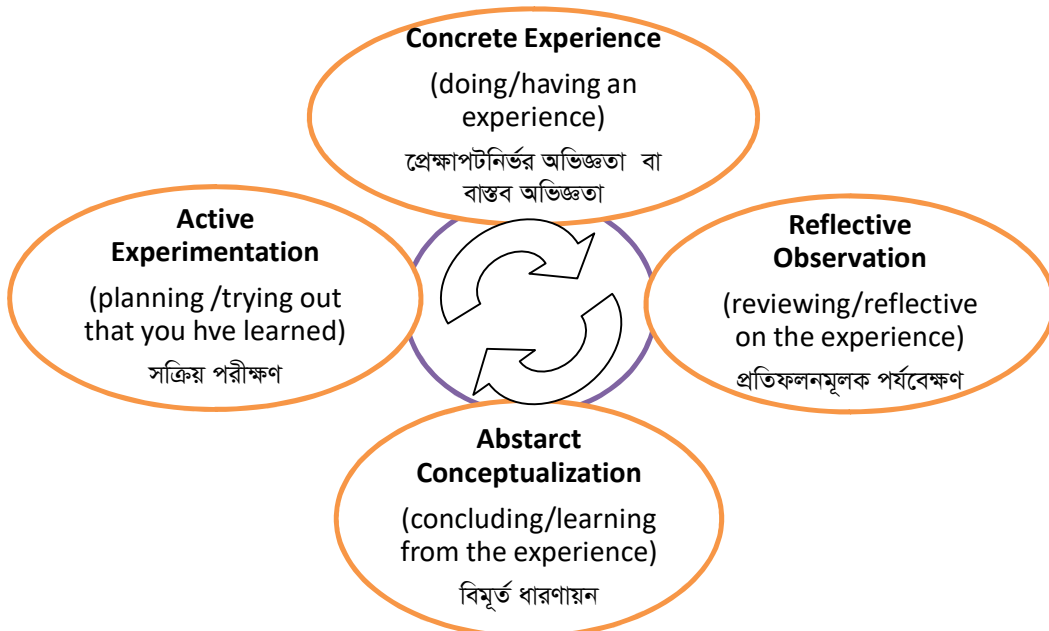 Concrete Experience
(doing/having an
experience)
প্রেক্ষাপটনির্ভর অভিজ্ঞতা বা
বাস্তব অভিজ্ঞতা
Reflective
Observation
(reviewing/reflective
on the experience)
প্রতিফলনমূলক পর্যবেক্ষণ
Abstarct
Conceptualization
(concluding/learning
from the experience)
বিমূর্ত ধারণায়ন
Active
Experimentation
(planning /trying out
that you hve learned)
সক্রিয় পরীক্ষণ